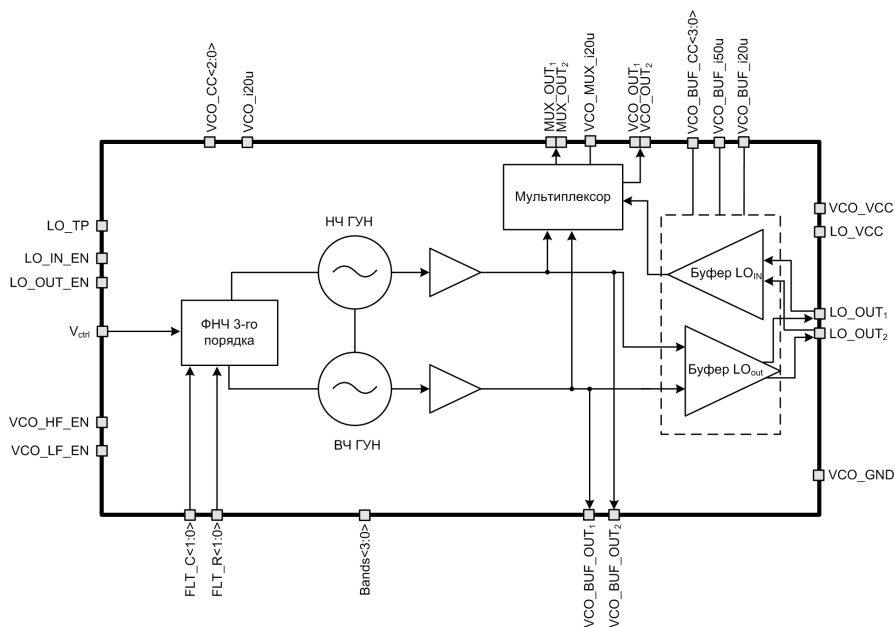 VCO_CC<2:0>
VCO_i20u
MUX_OUT1
MUX_OUT2
VCO_MUX_i20u
VCO_OUT1
VCO_OUT2
VCO_BUF_CC<3:0>
VCO_BUF_i50u
VCO_BUF_i20u
Мультиплексор
НЧ ГУН
LO_TP
LO_IN_EN
LO_OUT_EN
Vctrl
VCO_HF_EN
VCO_LF_EN
ФНЧ 3-го
порядка
ВЧ ГУН
Буфер LOIN
Буфер LOout
VCO_VCC
LO_VCC
LO_OUT1
LO_OUT2
VCO_GND
FLT_C<1:0>
FLT_R<1:0>
Bands<3:0>
VCO_BUF_OUT1
VCO_BUF_OUT2